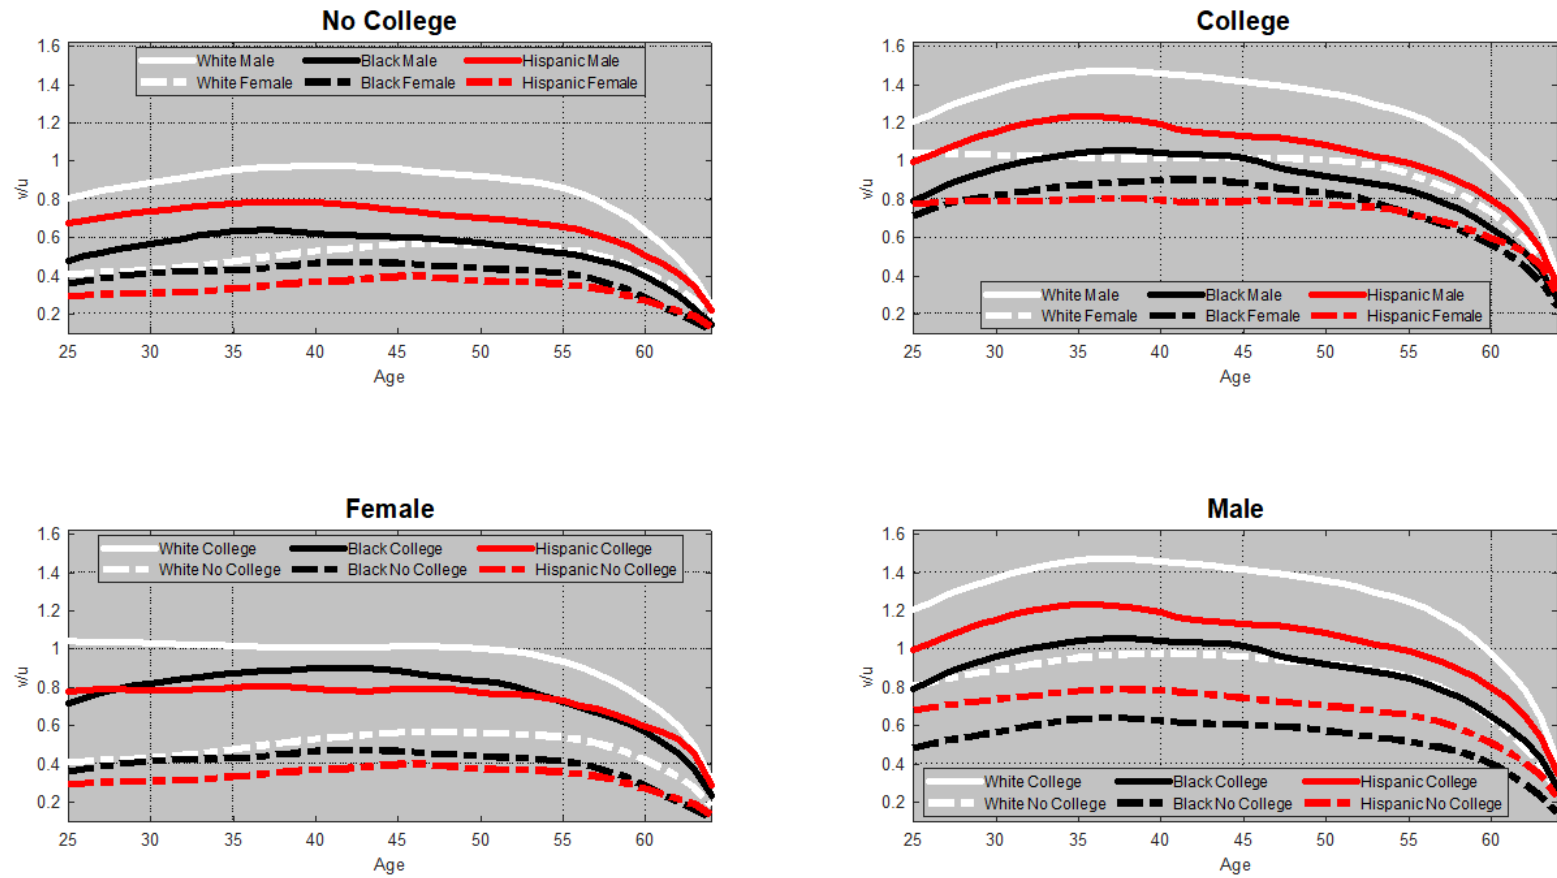 No College
1.6
1.4
1.2
1
0.8
0.6
0.4
0.2
v/u
White Male Black Male Hispanic Male
White Female Black Female Hispanic Female
25 30 35 40 45 50 55 60
Age
College
1.6
1.4
1.2
1
0.8
0.6
0.4
0.2
v/u
White Male Black Male Hispanic Male
White Female Black Female Hispanic Female
25 30 35 40 45 50 55 60
Age
Female
1.6
1.4
1.2
1
0.8
0.6
0.4
0.2
v/u
White College Black College Hispanic College
White No College Black No College Hispanic No College
25 30 35 40 45 50 55 60
Age
Male
1.6
1.4
1.2
1
0.8
0.6
0.4
0.2
v/u
White College Black College Hispanic College
White No College Black No College Hispanic No College
25 30 35 40 45 50 55 60
Age